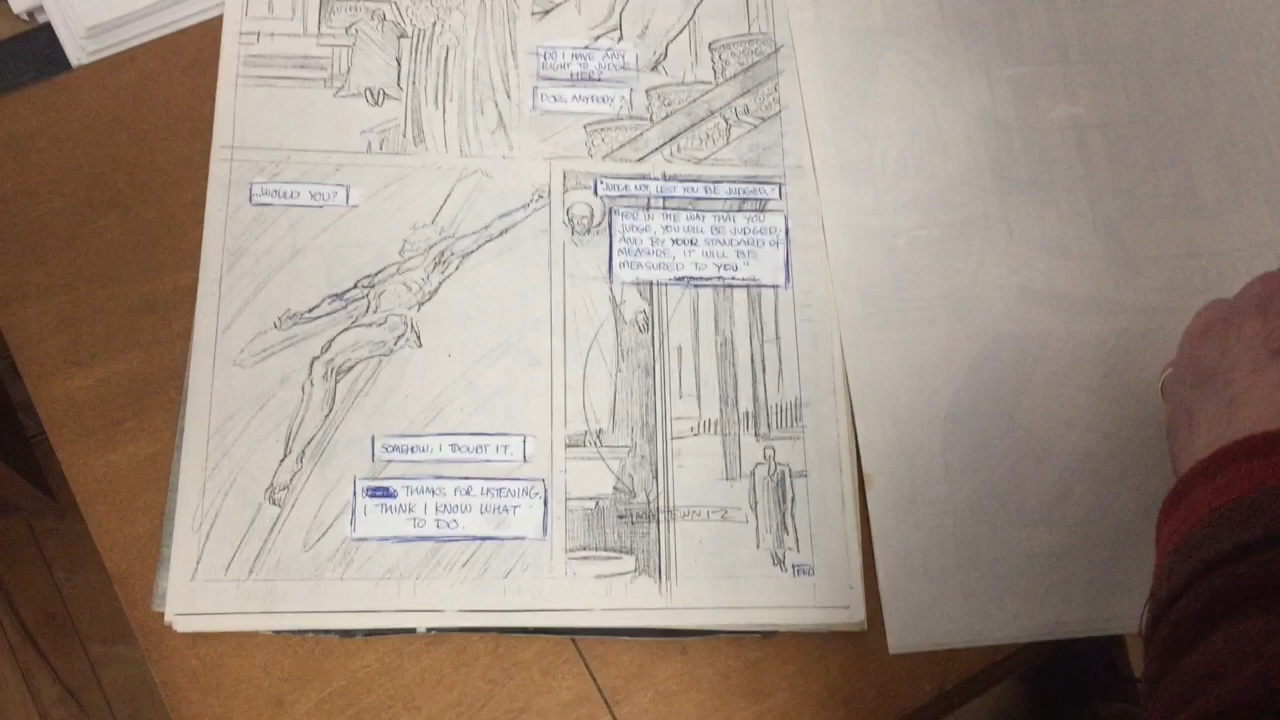 DO I HAVE ANY
RIGHT TO JUDGE
HER?
DOES ANYBODY?
...WOULD YOU?
"JUDGE NOT, LEST YOU BE JUDGED."
"FOR IN THE WAY THAT YOU
JUDGE, YOU WILL BE JUDGED;
AND BY YOUR STANDARD OF
MEASURE, IT WILL BE
MEASURED TO YOU."
SOMEHOW, I DOUBT IT.
THANKS FOR LISTENING.
I THINK I KNOW WHAT
TO DO.
END